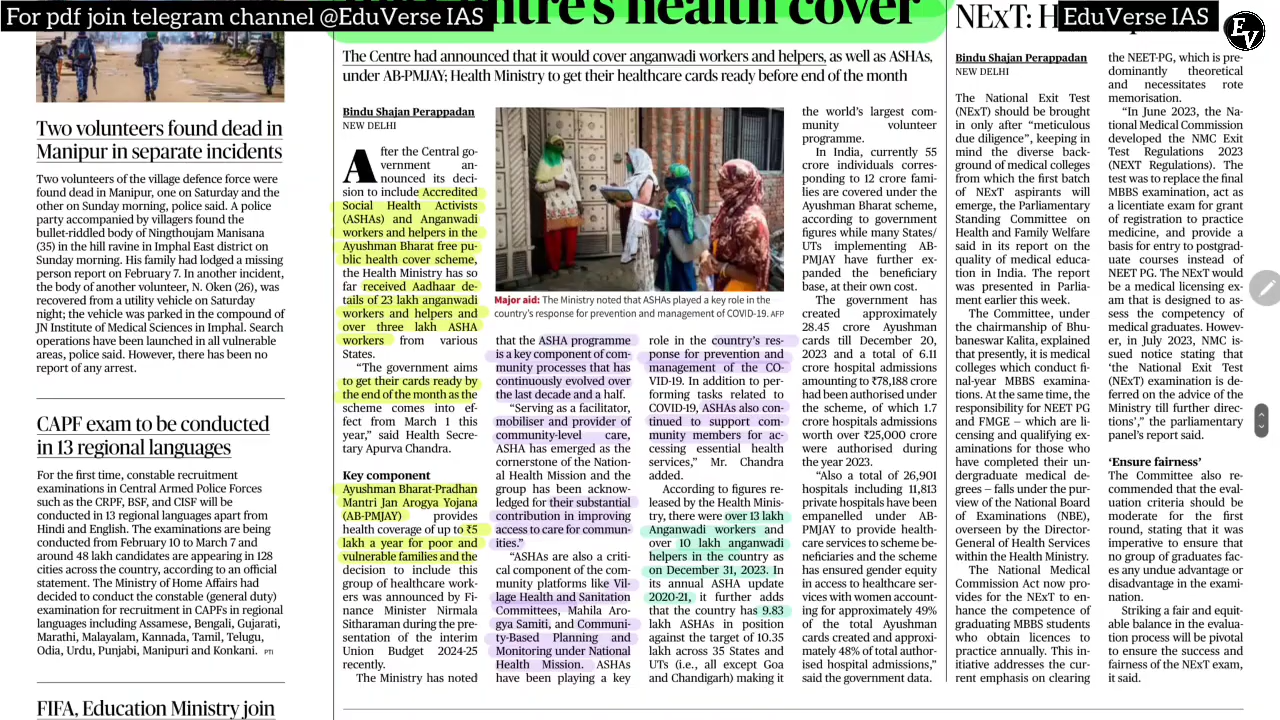 For pdf join telegram channel @EduVerse IAS
ntre's health cover
NExT: H
EduVerse IAS
EV
Two volunteers found dead in
Manipur in separate incidents
Two volunteers of the village defence force were
found dead in Manipur, one on Saturday and the
other on Sunday morning, police said. A police
party accompanied by villagers found the
bullet-riddled body of Ningthoujam Manisana
(35) in the hill ravine in Imphal East district on
Sunday morning. His family had lodged a missing
person report on February 7. In another incident,
the body of another volunteer, N. Oken (26), was
recovered from a utility vehicle on Saturday
night; the vehicle was parked in the compound of
JN Institute of Medical Sciences in Imphal. Search
operations have been launched in all vulnerable
areas, police said. However, there has been no
report of any arrest.
CAPF exam to be conducted
in 13 regional languages
For the first time, constable recruitment
examinations in Central Armed Police Forces
such as the CRPF, BSF, and CISF will be
conducted in 13 regional languages apart from
Hindi and English. The examinations are being
conducted from February 10 to March 7 and
around 48 lakh candidates are appearing in 128
cities across the country, according to an official
statement. The Ministry of Home Affairs had
decided to conduct the constable (general duty)
examination for recruitment in CAPFs in regional
languages including Assamese, Bengali, Gujarati,
Marathi, Malayalam, Kannada, Tamil, Telugu,
Odia, Urdu, Punjabi, Manipuri and Konkani. PTI
FIFA, Education Ministry join
The Centre had announced that it would cover anganwadi workers and helpers, as well as ASHAs,
under AB-PMJAY; Health Ministry to get their healthcare cards ready before end of the month
Bindu Shajan Perappadan
NEW DELHI
After the Central go-
vernment an-
nounced its deci-
sion to include Accredited
Social Health Activists
(ASHAs) and Anganwadi
workers and helpers in the
Ayushman Bharat free pu-
blic health cover scheme,
the Health Ministry has so
far received Aadhaar de-
tails of 23 lakh anganwadi
workers and helpers and
over three lakh ASHA
workers from various
States.
"The government aims
to get their cards ready by
the end of the month as the
scheme comes into ef-
fect from March 1 this
year," said Health Secre-
tary Apurva Chandra.
Key component
Ayushman Bharat-Pradhan
Mantri Jan Arogya Yojana
(AB-PMJAY) provides
health coverage of up to ₹5
lakh a year for poor and
vulnerable families and the
decision to include this
group of healthcare work-
ers was announced by Fi-
nance Minister Nirmala
Sitharaman during the pre-
sentation of the interim
Union Budget 2024-25
recently.
The Ministry has noted
Major aid: The Ministry noted that ASHAs played a key role in the
country's response for prevention and management of COVID-19. AFP
that the ASHA programme
is a key component of com-
munity processes that has
continuously evolved over
the last decade and a half.
"Serving as a facilitator,
mobiliser and provider of
community-level care,
ASHA has emerged as the
cornerstone of the Nation-
al Health Mission and the
group has been acknow-
ledged for their substantial
contribution in improving
access to care for commun-
ities."
"ASHAs are also a criti-
cal component of the com-
munity platforms like Vil-
lage Health and Sanitation
Committees, Mahila Aro-
gya Samiti, and Communi-
ty-Based Planning and
Monitoring under National
Health Mission. ASHAs
have been playing a key
role in the country's res-
ponse for prevention and
management of the CO-
VID-19. In addition to per-
forming tasks related to
COVID-19, ASHAs also con-
tinued to support com-
munity members for ac-
cessing essential health
services," Mr. Chandra
added.
According to figures re-
leased by the Health Minis-
try, there were over 13 lakh
Anganwadi workers and
over 10 lakh anganwadi
helpers in the country as
on December 31, 2023. In
its annual ASHA update
2020-21, it further adds
that the country has 9.83
lakh ASHAs in position
against the target of 10.35
lakh across 35 States and
UTs (i.e., all except Goa
and Chandigarh) making it
the world's largest com-
munity volunteer
programme.
In India, currently 55
crore individuals corres-
ponding to 12 crore fami-
lies are covered under the
Ayushman Bharat scheme,
according to government
figures while many States/
UTs implementing AB-
PMJAY have further ex-
panded the beneficiary
base, at their own cost.
The government has
created approximately
28.45 crore Ayushman
cards till December 20,
2023 and a total of 6.11
crore hospital admissions
amounting to ₹78,188 crore
had been authorised under
the scheme, of which 1.7
crore hospitals admissions
worth over ₹25,000 crore
were authorised during
the year 2023.
"Also a total of 26,901
hospitals including 11,813
private hospitals have been
empanelled under AB-
PMJAY to provide health-
care services to scheme be-
neficiaries and the scheme
has ensured gender equity
in access to healthcare ser-
vices with women account-
ing for approximately 49%
of the total Ayushman
cards created and approxi-
mately 48% of total author-
ised hospital admissions,"
said the government data.
Bindu Shajan Perappadan
NEW DELHI
The National Exit Test
(NExT) should be brought
in only after "meticulous
due diligence", keeping in
mind the diverse back-
ground of medical colleges
from which the first batch
of NExT aspirants will
emerge, the Parliamentary
Standing Committee on
Health and Family Welfare
said in its report on the
quality of medical educa-
tion in India. The report
was presented in Parlia-
ment earlier this week.
The Committee, under
the chairmanship of Bhu-
baneswar Kalita, explained
that presently, it is medical
colleges which conduct fi-
nal-year MBBS examina-
tions. At the same time, the
responsibility for NEET PG
and FMGE — which are li-
censing and qualifying ex-
aminations for those who
have completed their un-
dergraduate medical de-
grees – falls under the pur-
view of the National Board
of Examinations (NBE),
overseen by the Director-
General of Health Services
within the Health Ministry.
The National Medical
Commission Act now pro-
vides for the NExT to en-
hance the competence of
graduating MBBS students
who obtain licences to
practice annually. This in-
itiative addresses the cur-
rent emphasis on clearing
the NEET-PG, which is pre-
dominantly theoretical
and necessitates rote
memorisation.
"In June 2023, the Na-
tional Medical Commission
developed the NMC Exit
Test Regulations 2023
(NEXT Regulations). The
test was to replace the final
MBBS examination, act as
a licentiate exam for grant
of registration to practice
medicine, and provide a
basis for entry to postgrad-
uate courses instead of
NEET PG. The NExT would
be a medical licensing ex-
am that is designed to as-
sess the competency of
medical graduates. Howev-
er, in July 2023, NMC is-
sued notice stating that
'the National Exit Test
(NExT) examination is de-
ferred on the advice of the
Ministry till further direc-
tions'," the parliamentary
panel's report said.
'Ensure fairness'
The Committee also re-
commended that the eval-
uation criteria should be
moderate for the first
round, stating that it was
imperative to ensure that
no group of graduates fac-
es any undue advantage or
disadvantage in the exami-
nation.
Striking a fair and equit-
able balance in the evalua-
tion process will be pivotal
to ensure the success and
fairness of the NExT exam,
it said.